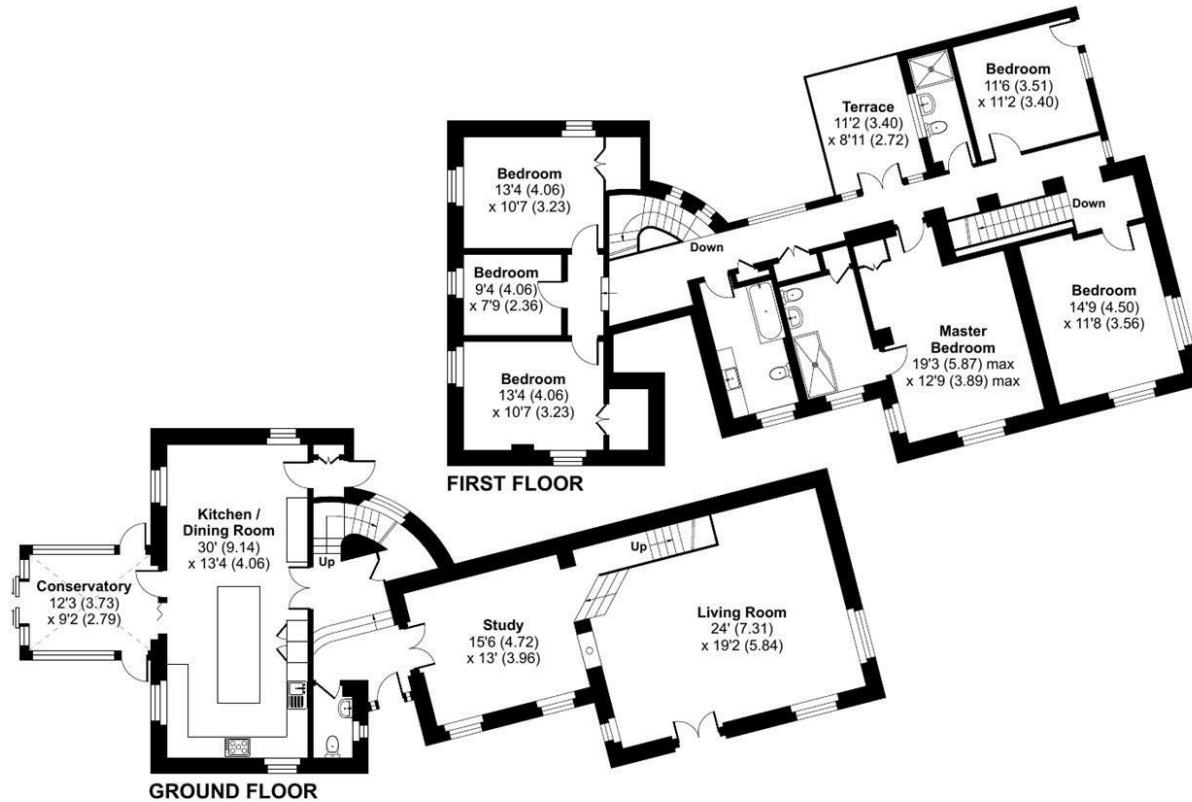 Bedroom
11'6 (3.51)
x 11'2 (3.40)
Terrace
11'2 (3.40)
x 8'11 (2.72)
Bedroom
13'4 (4.06)
x 10'7 (3.23)
Down
Down
Bedroom
9'4 (4.06)
x 7'9 (2.36)
Bedroom
14'9 (4.50)
x 11'8 (3.56)
Master
Bedroom
19'3 (5.87) max
x 12'9 (3.89) max
Bedroom
13'4 (4.06)
x 10'7 (3.23)
FIRST FLOOR
Kitchen /
Dining Room
30' (9.14)
x 13'4 (4.06)
Up
Up
Conservatory
12'3 (3.73)
x 9'2 (2.79)
Study
15'6 (4.72)
x 13' (3.96)
Living Room
24' (7.31)
x 19'2 (5.84)
GROUND FLOOR